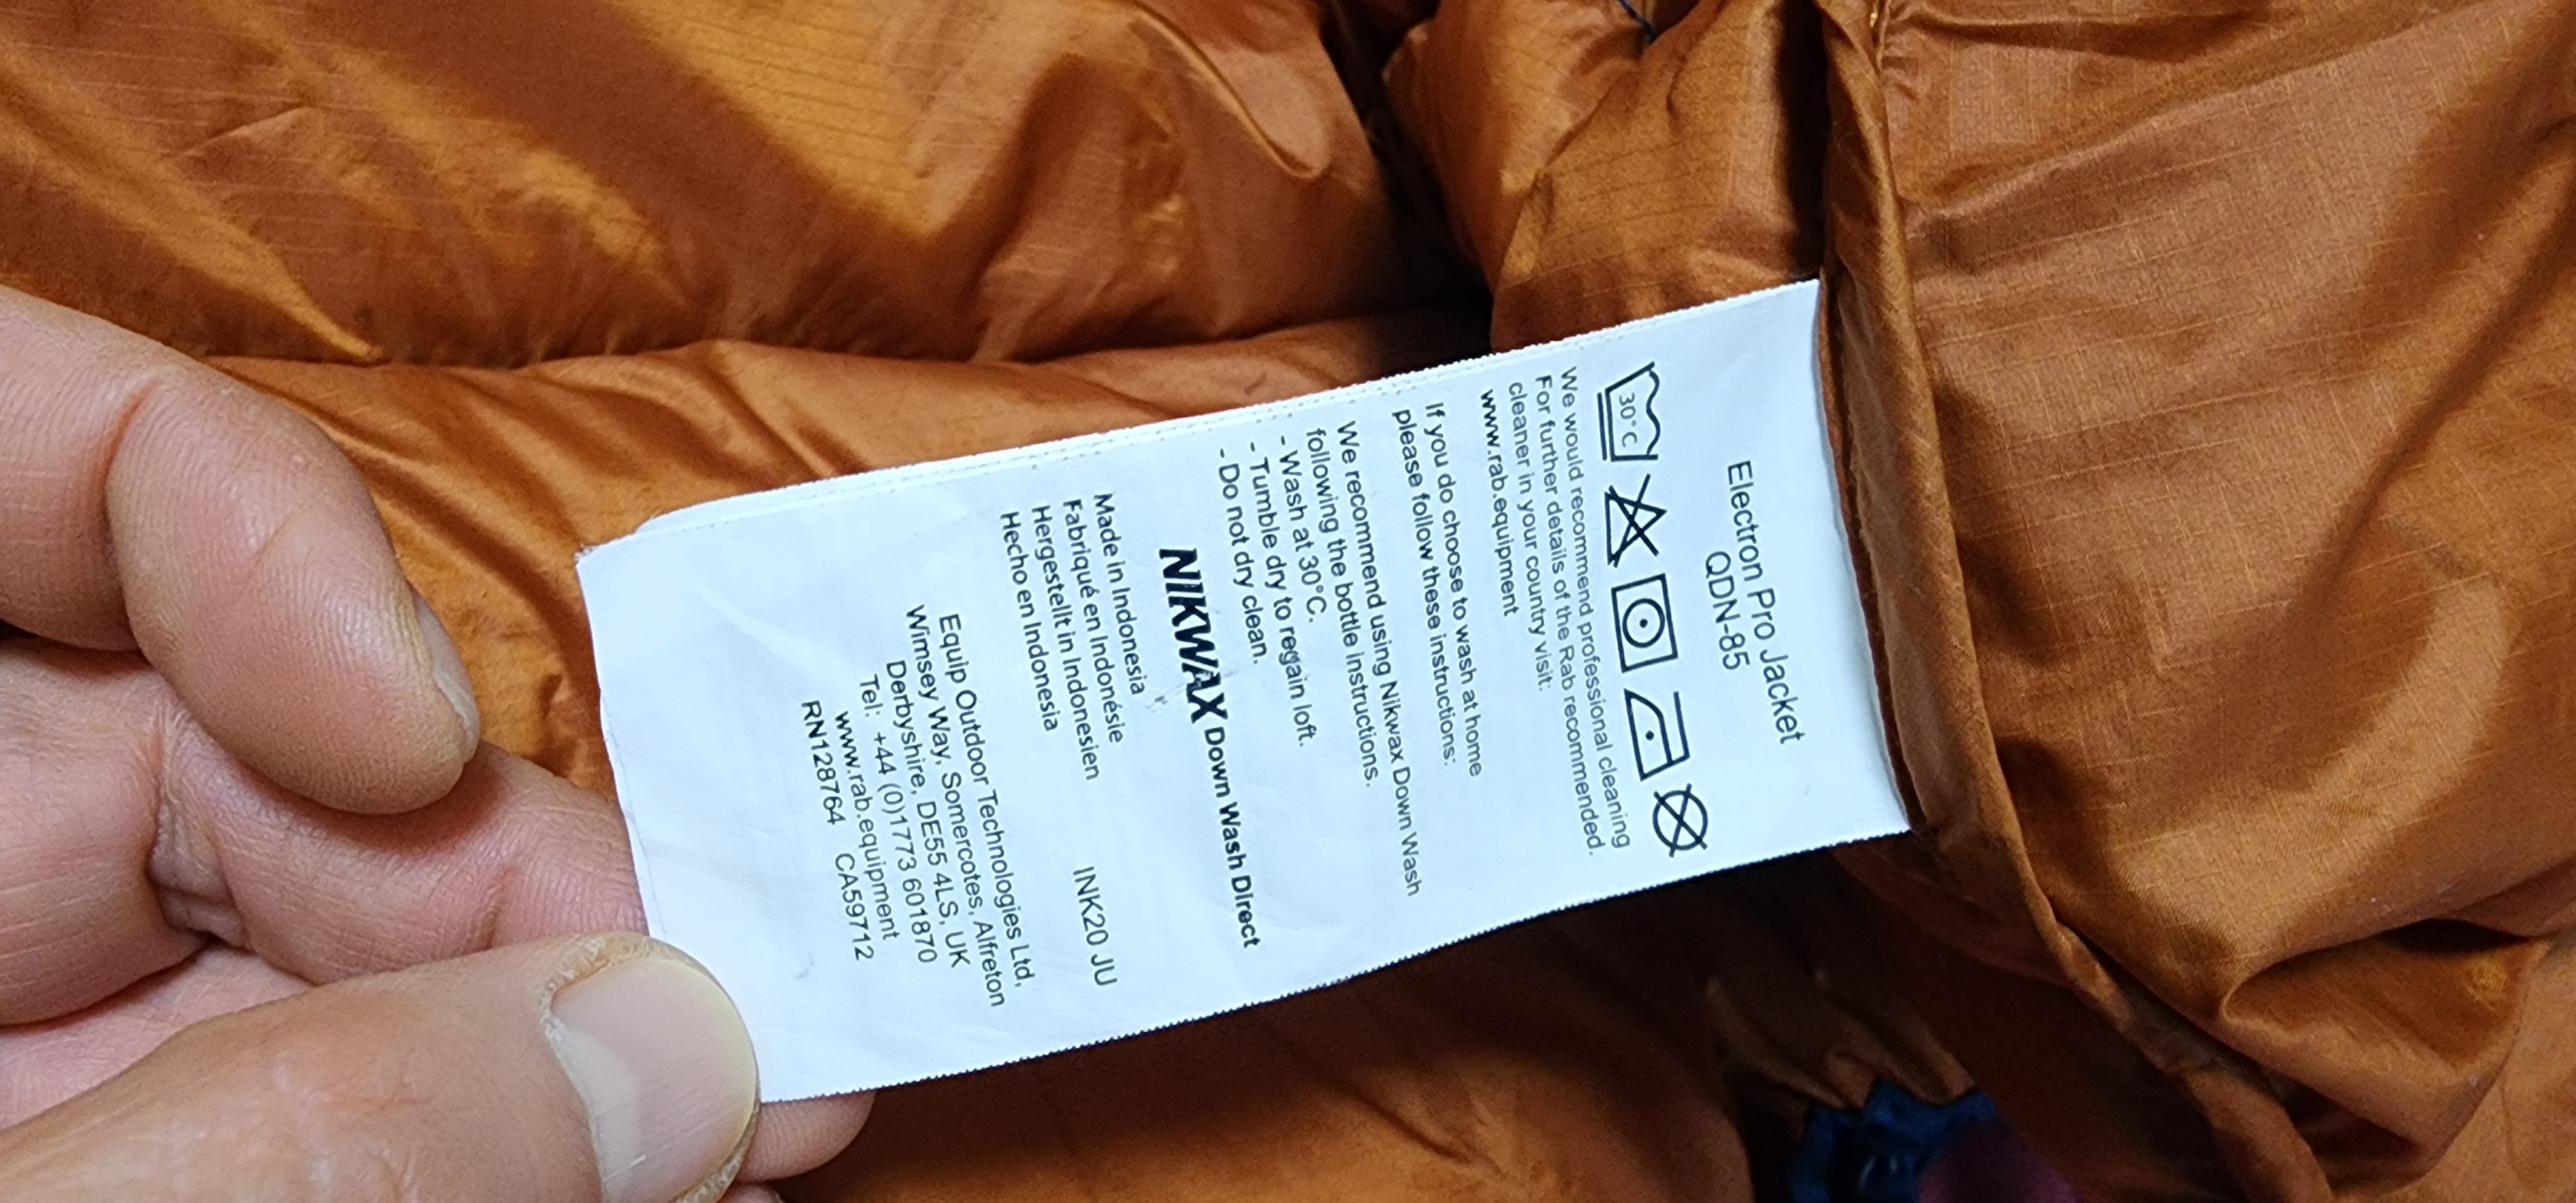 Electron Pro Jacket
QDN-85
30°C
We would recommend professional cleaning
For further details of the Rab recommended.
cleaner in your country visit:
www.rab.equipment
If you do choose to wash at home
please follow these instructions:
We recommend using Nikwax Down Wash
following the bottle instructions.
- Wash at 30°C.
- Tumble dry to regain loft.
- Do not dry clean.
NIKWAX Down Wash Direct
Made in Indonesia
Fabriqué en Indonésie
Hergestellt in Indonesien INK20 JU
Hecho en Indonesia
Equip Outdoor Technologies Ltd,
Wimsey Way, Somercotes, Alfreton
Derbyshire, DE55 4LS, UK
Tel: +44 (0)1773 601870
www.rab.equipment
RN128764 CA59712